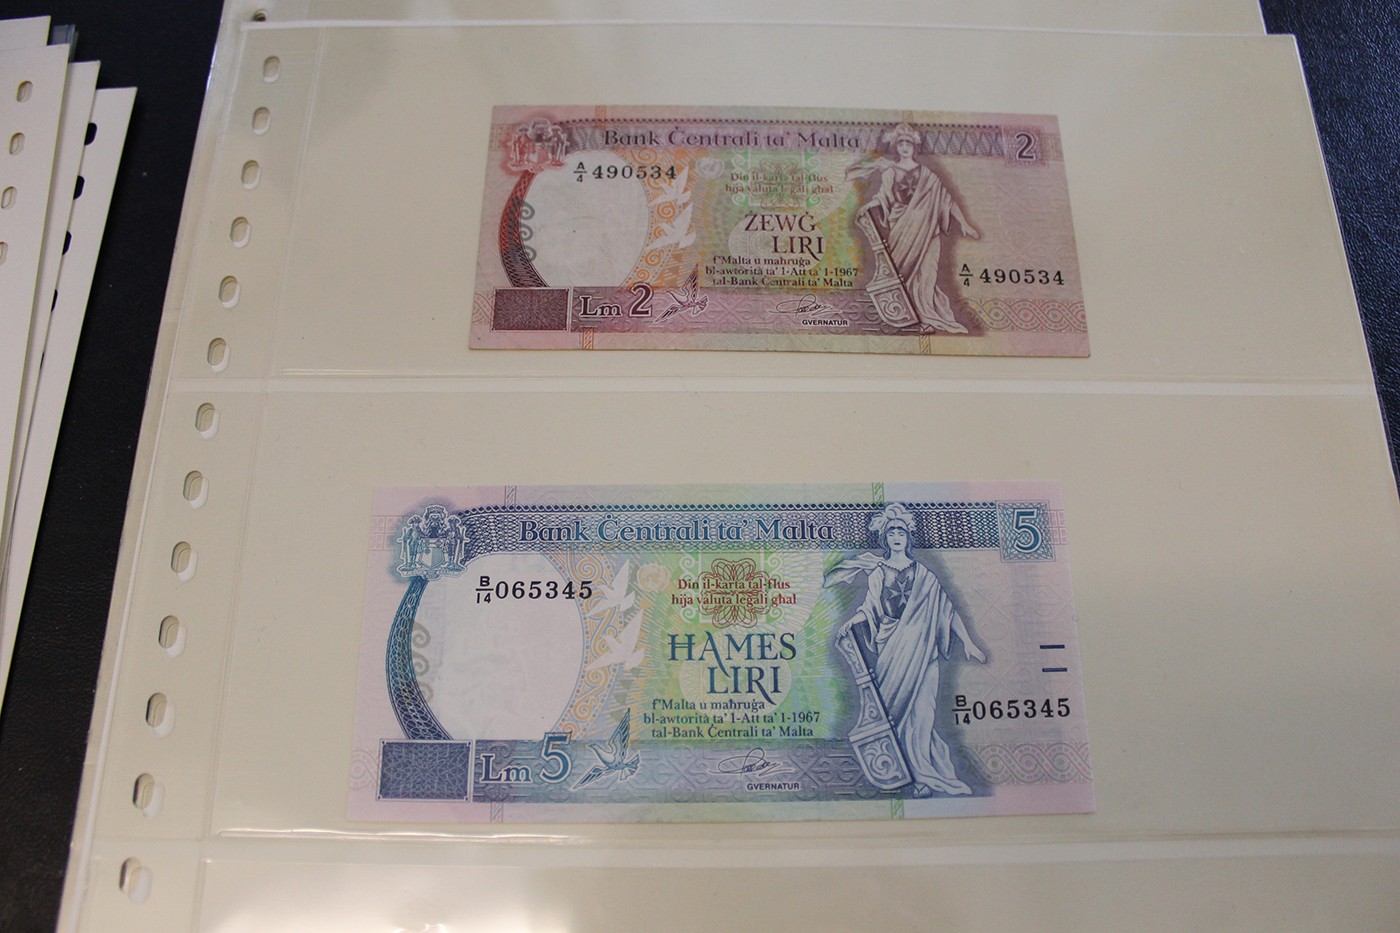 Bank Ċentrali ta' Malta
2
A/4 490534
Din il-karta tal-flus
hija valuta legali għal
ŻEWĠ
LIRI
f'Malta u maħruġa
bl-awtorità ta' l-Att ta' l-1967
tal-Bank Ċentrali ta' Malta
A/4 490534
Lm 2
GVERNATUR
Bank Ċentrali ta' Malta
5
B/14 065345
Din il-karta tal-flus
hija valuta legali għal
ĦAMES
LIRI
f'Malta u maħruġa
bl-awtorità ta' l-Att ta' l-1967
tal-Bank Ċentrali ta' Malta
B/14 065345
Lm 5
GVERNATUR